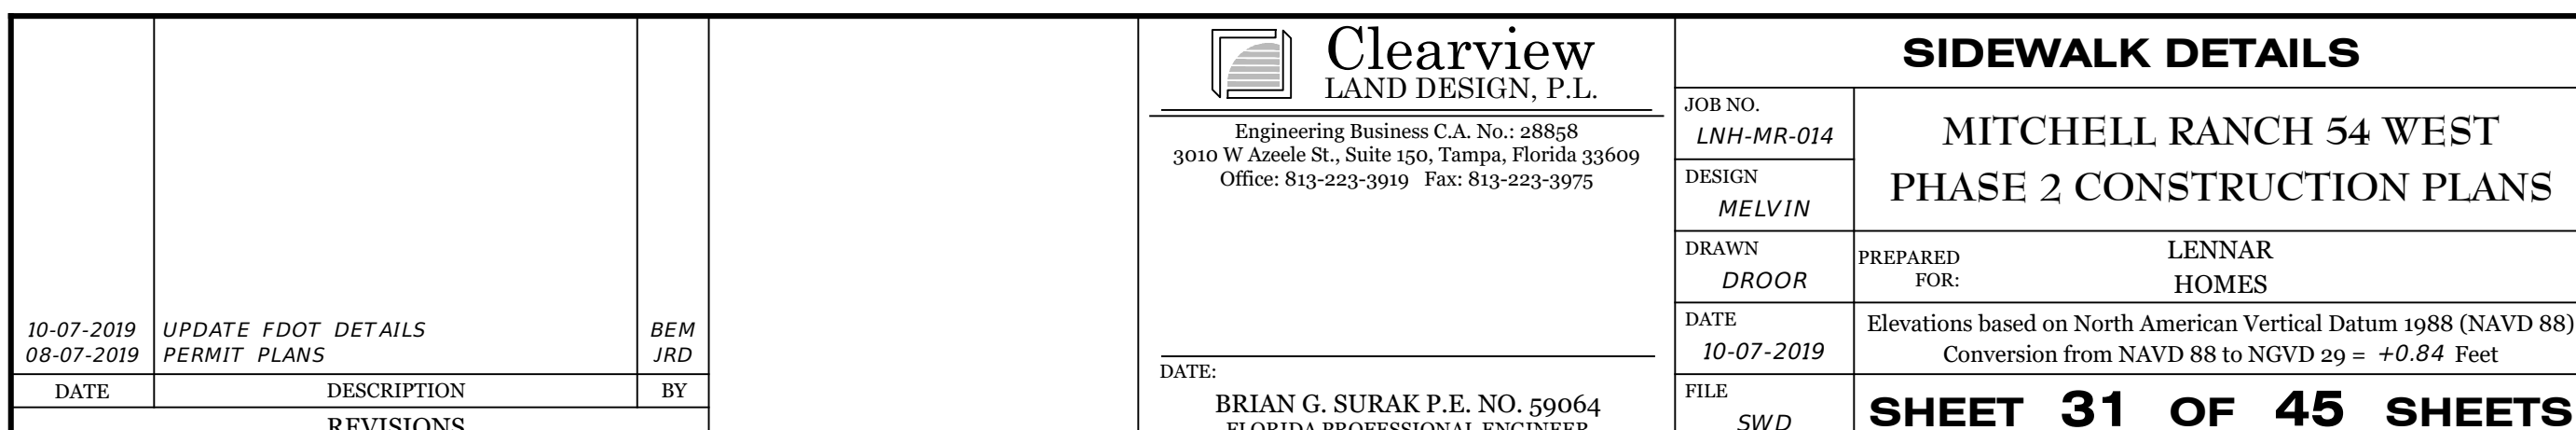 10-07-2019 UPDATE FDOT DETAILS BEM
08-07-2019 PERMIT PLANS JRD
DATE DESCRIPTION BY
REVISIONS
Clearview
LAND DESIGN, P.L.
Engineering Business C.A. No.: 28858
3010 W Azeele St., Suite 150, Tampa, Florida 33609
Office: 813-223-3919 Fax: 813-223-3975
DATE:
BRIAN G. SURAK P.E. NO. 59064
FLORIDA PROFESSIONAL ENGINEER
SIDEWALK DETAILS
JOB NO.
LNH-MR-014
DESIGN
MELVIN
DRAWN
DROOR
DATE
10-07-2019
FILE
SWD
MITCHELL RANCH 54 WEST
PHASE 2 CONSTRUCTION PLANS
PREPARED
FOR:
LENNAR
HOMES
Elevations based on North American Vertical Datum 1988 (NAVD 88)
Conversion from NAVD 88 to NGVD 29 = +0.84 Feet
SHEET 31 OF 45 SHEETS